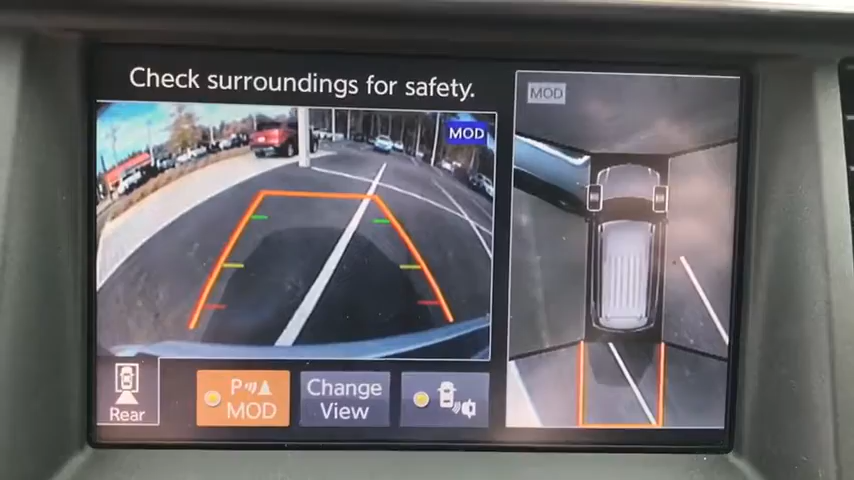 Check surroundings for safety.
MOD
MOD
Rear
P MOD
Change View